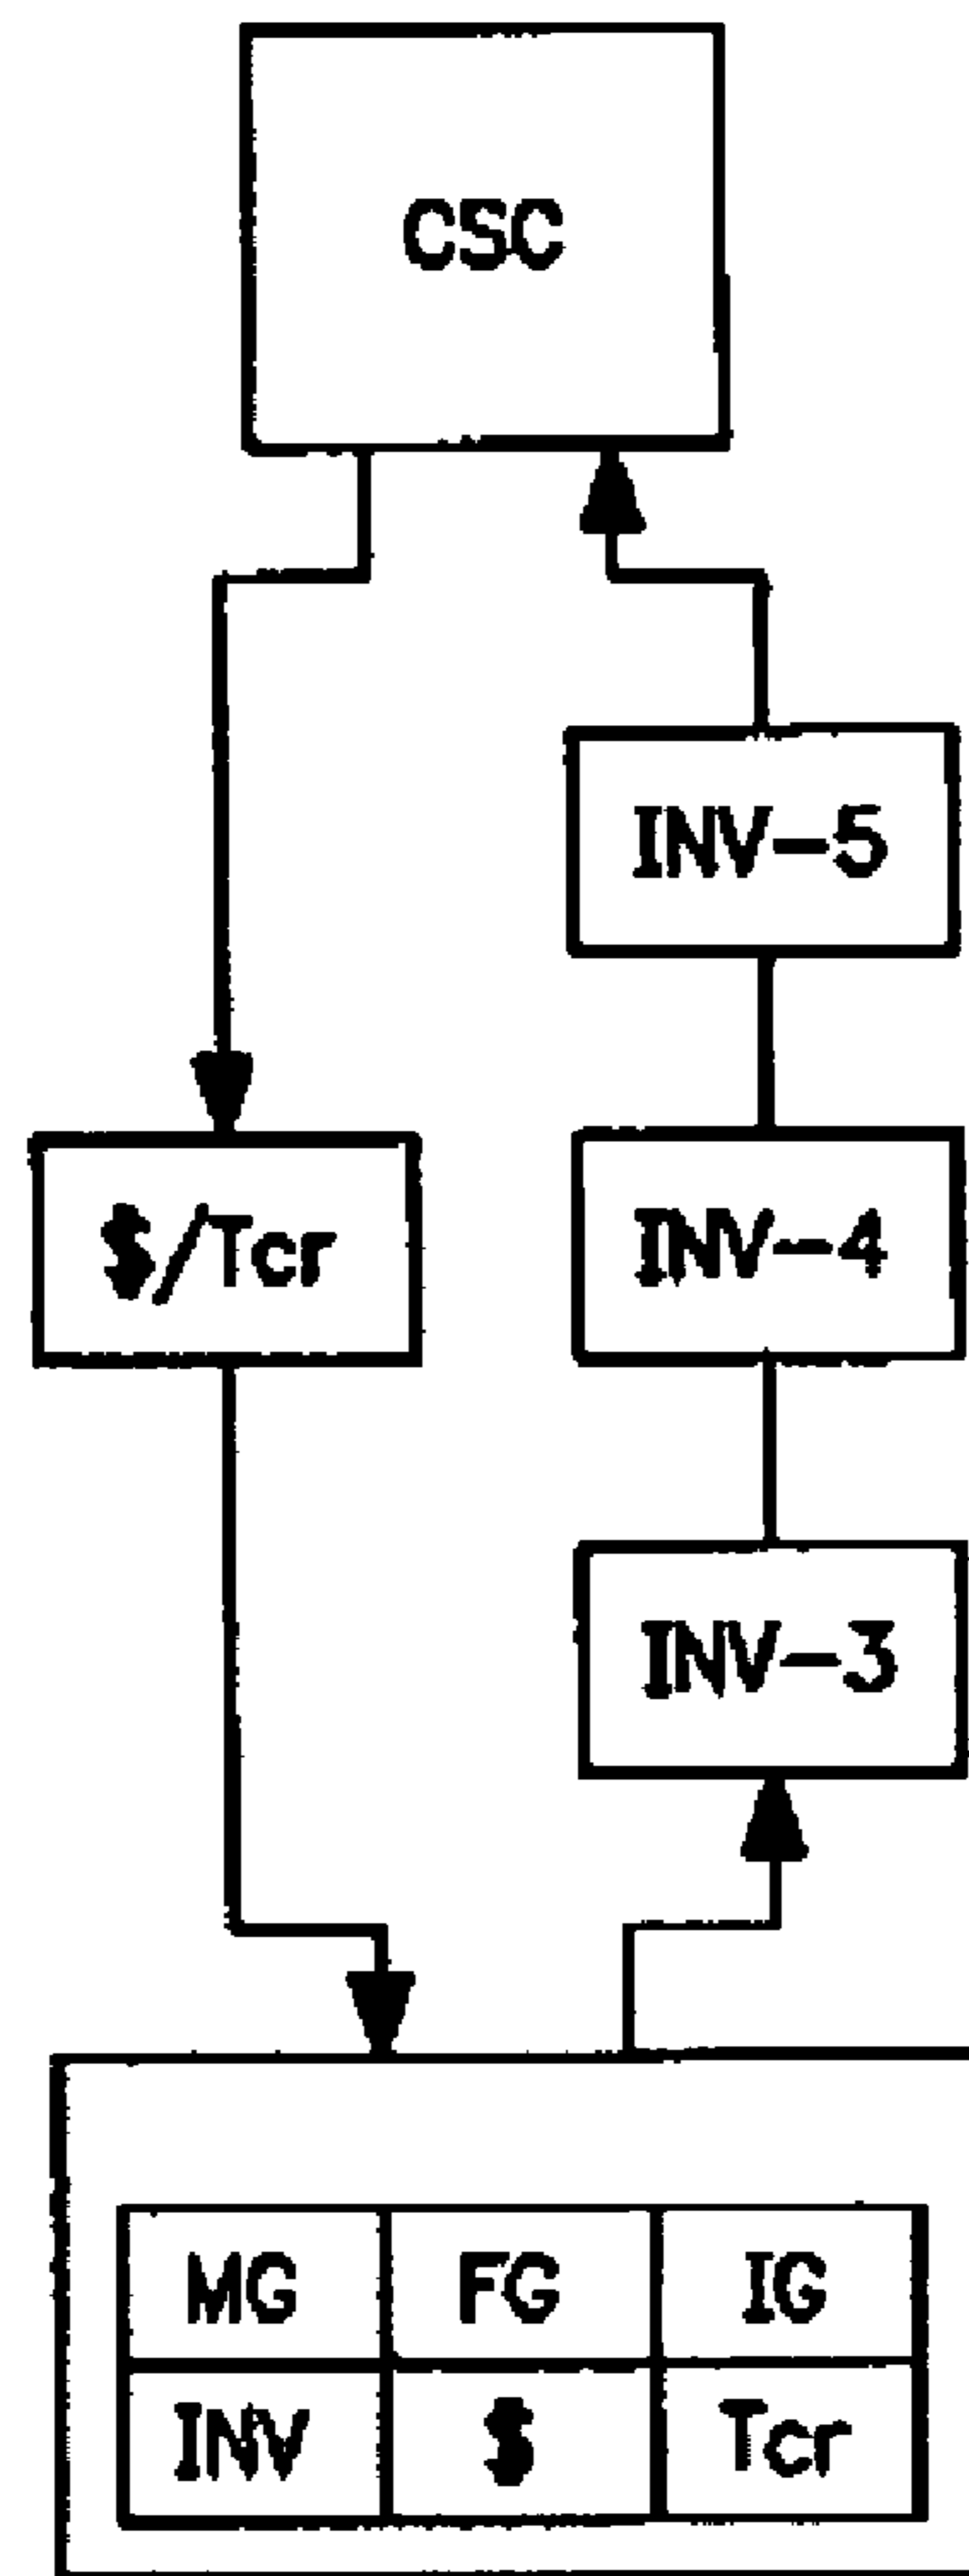 CSC
INV-5
$/Tcr
INV-4
INV-3
MG FG IG
INV $ Tcr